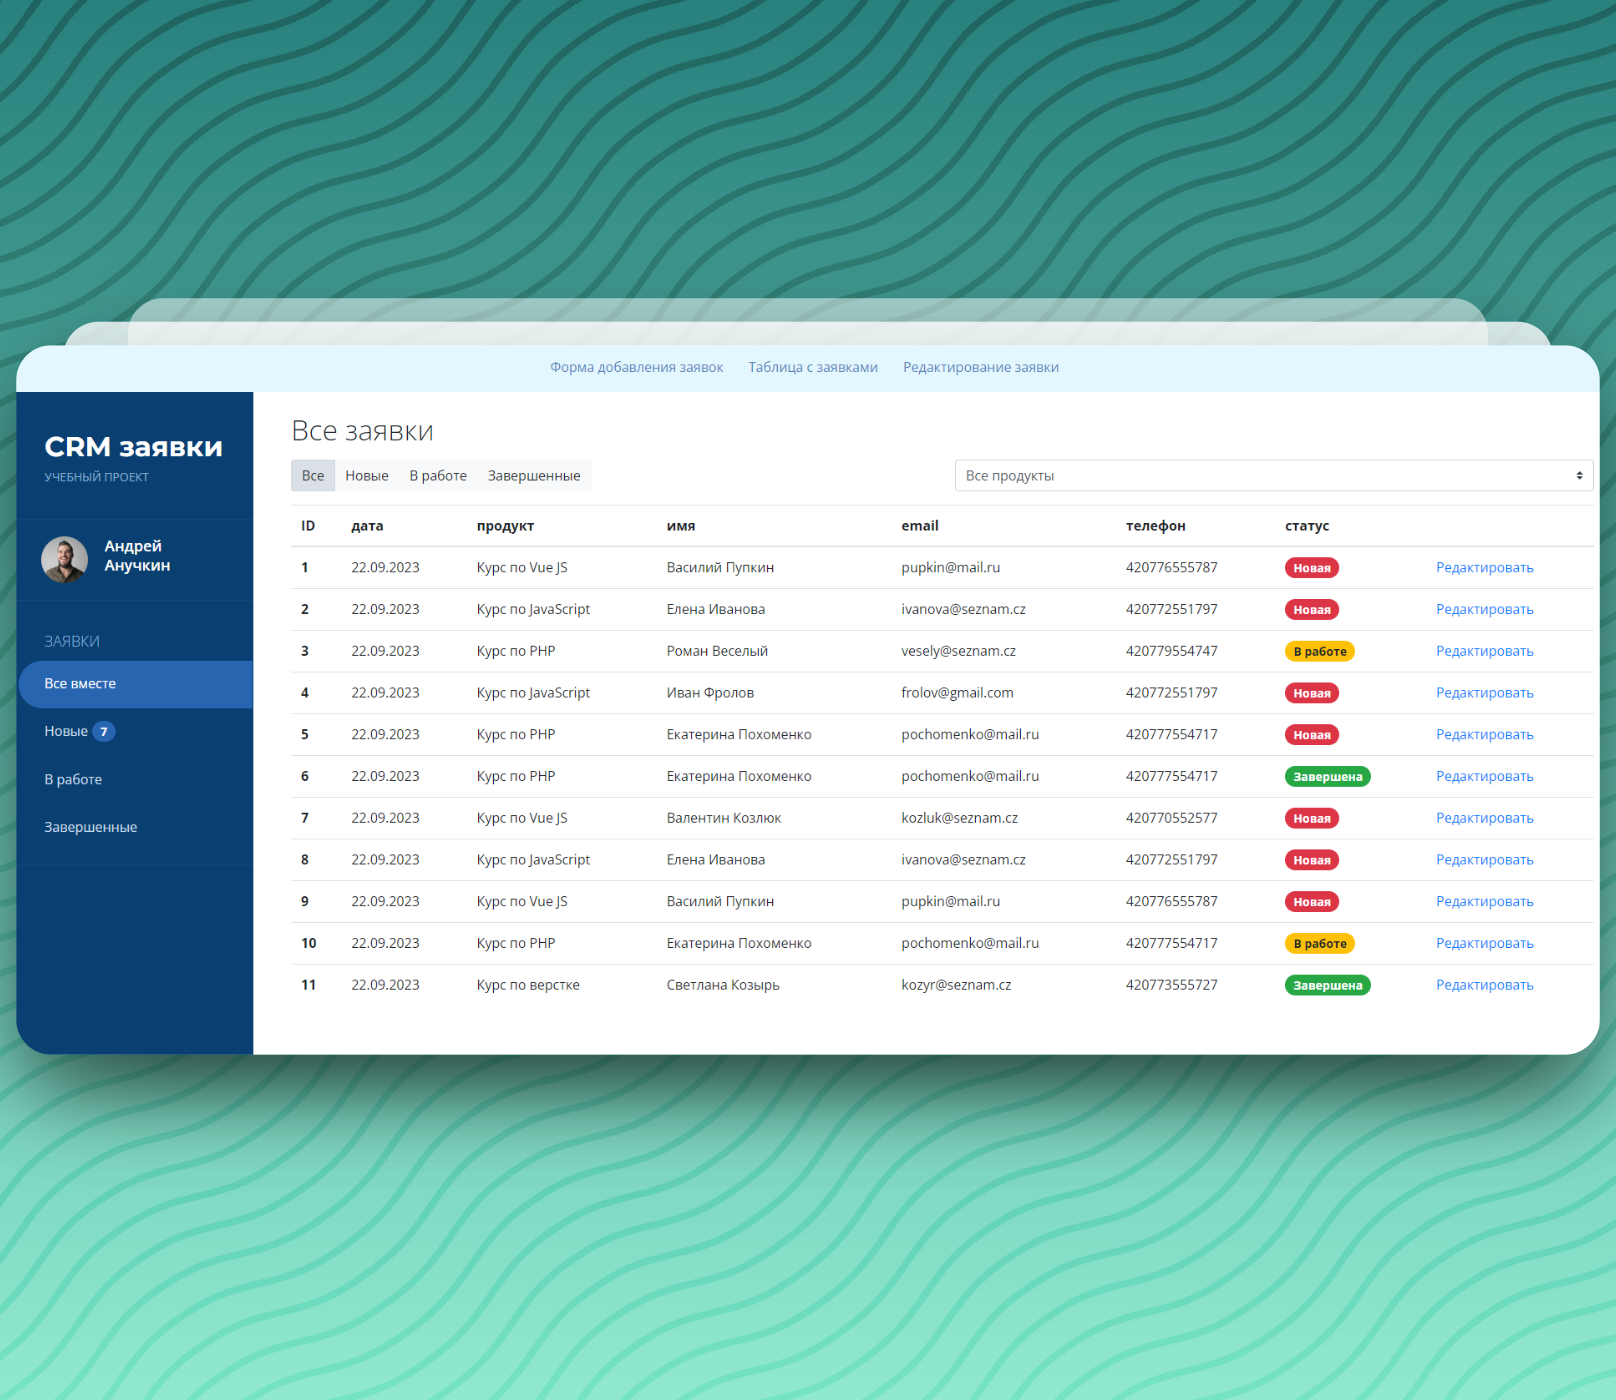 Форма добавления заявок Таблица с заявками Редактирование заявки
CRM заявки
УЧЕБНЫЙ ПРОЕКТ
Андрей
Анучкин
ЗАЯВКИ
Все вместе
Новые 7
В работе
Завершенные
Все заявки
Все Новые В работе Завершенные Все продукты
ID дата продукт имя email телефон статус
1 22.09.2023 Курс по Vue JS Василий Пупкин pupkin@mail.ru 420776555787 Новая Редактировать
2 22.09.2023 Курс по JavaScript Елена Иванова ivanova@seznam.cz 420772551797 Новая Редактировать
3 22.09.2023 Курс по PHP Роман Веселый vesely@seznam.cz 420779554747 В работе Редактировать
4 22.09.2023 Курс по JavaScript Иван Фролов frolov@gmail.com 420772551797 Новая Редактировать
5 22.09.2023 Курс по PHP Екатерина Похоменко pochomenko@mail.ru 420777554717 Новая Редактировать
6 22.09.2023 Курс по PHP Екатерина Похоменко pochomenko@mail.ru 420777554717 Завершена Редактировать
7 22.09.2023 Курс по Vue JS Валентин Козлюк kozluk@seznam.cz 420770552577 Новая Редактировать
8 22.09.2023 Курс по JavaScript Елена Иванова ivanova@seznam.cz 420772551797 Новая Редактировать
9 22.09.2023 Курс по Vue JS Василий Пупкин pupkin@mail.ru 420776555787 Новая Редактировать
10 22.09.2023 Курс по PHP Екатерина Похоменко pochomenko@mail.ru 420777554717 В работе Редактировать
11 22.09.2023 Курс по верстке Светлана Козырь kozyr@seznam.cz 420773555727 Завершена Редактировать